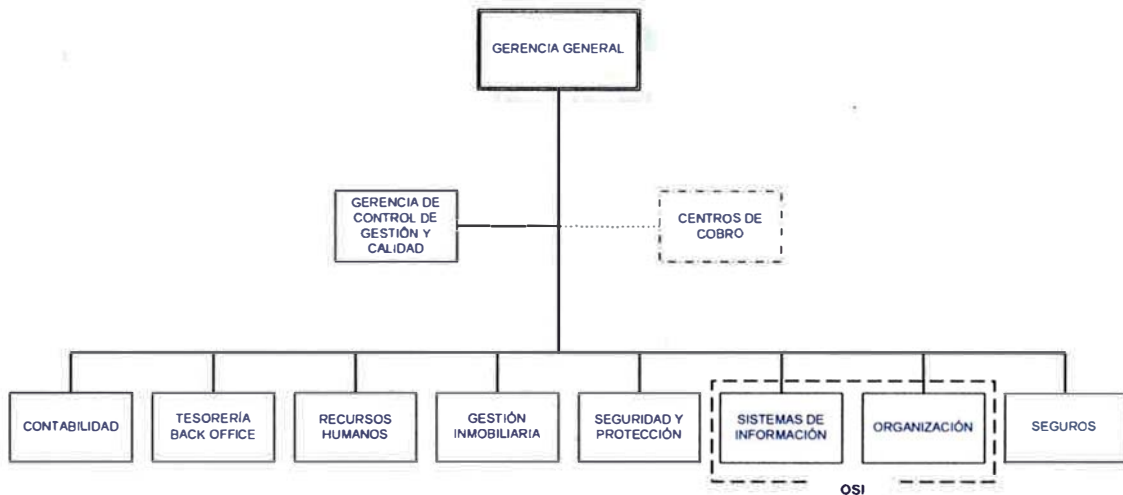 GERENCIA GENERAL
GERENCIA DE
CONTROL DE
GESTIÓN Y
CALIDAD
CENTROS DE
COBRO
CONTABILIDAD
TESORERÍA
BACK OFFICE
RECURSOS
HUMANOS
GESTIÓN
INMOBILIARIA
SEGURIDAD Y
PROTECCIÓN
SISTEMAS DE
INFORMACIÓN
ORGANIZACIÓN
SEGUROS
OSI